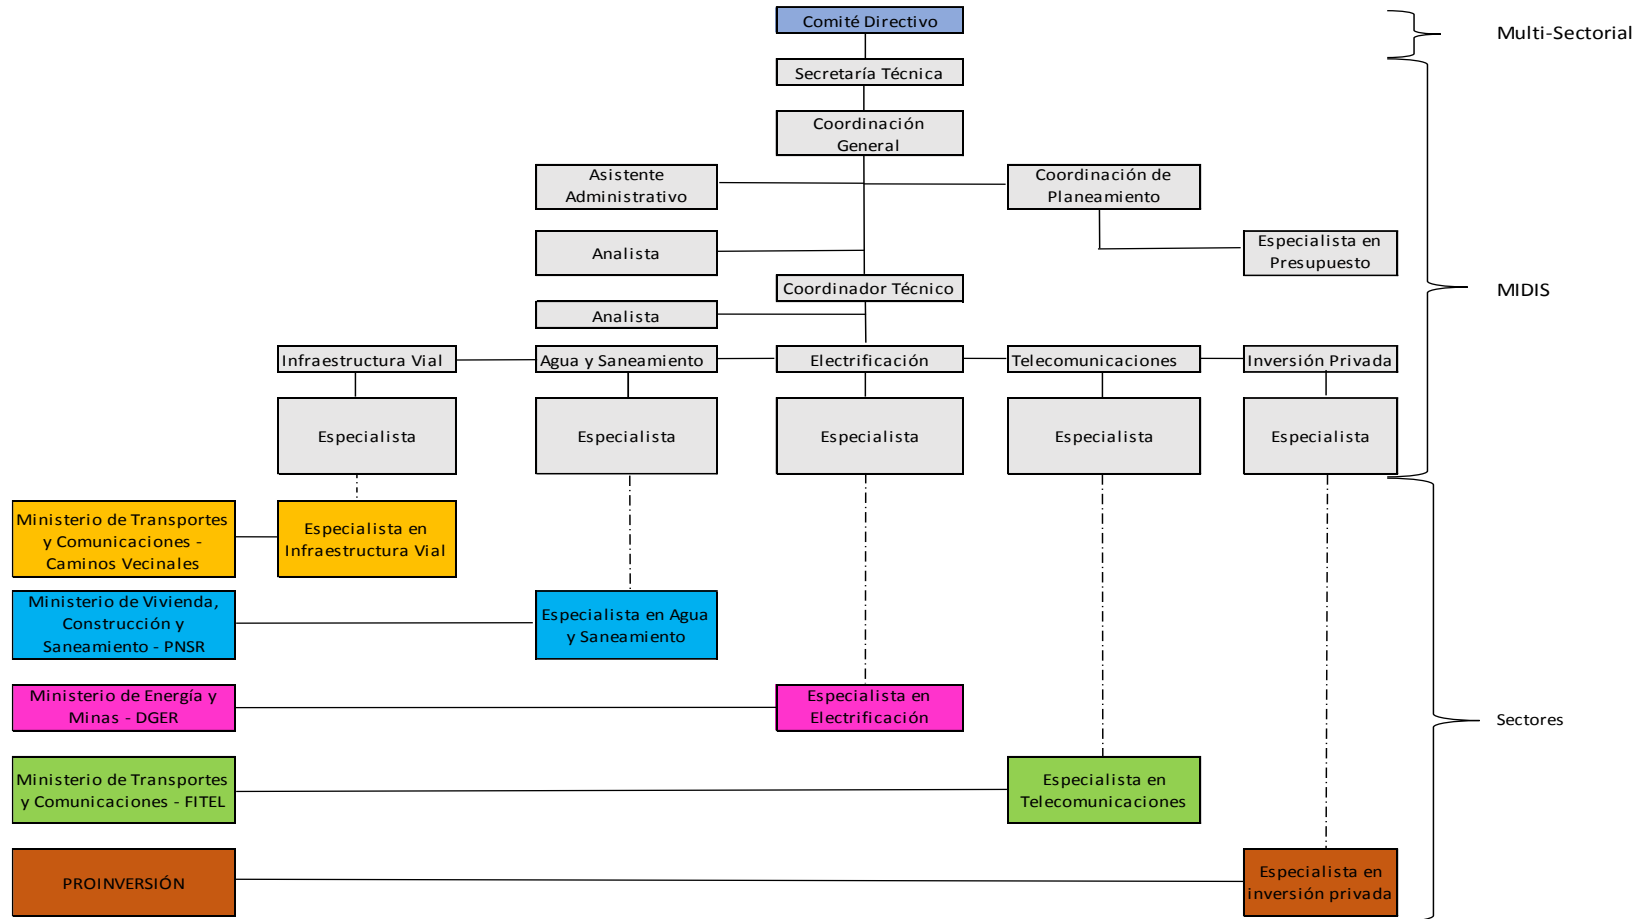 Comité Directivo
Multi-Sectorial
Secretaría Técnica
Coordinación
General
Asistente
Administrativo
Coordinación de
Planeamiento
Analista
Especialista en
Presupuesto
Coordinador Técnico
MIDIS
Analista
Infraestructura Vial
Agua y Saneamiento
Electrificación
Telecomunicaciones
Inversión Privada
Especialista
Especialista
Especialista
Especialista
Especialista
Ministerio de Transportes
y Comunicaciones -
Caminos Vecinales
Especialista en
Infraestructura Vial
Ministerio de Vivienda,
Construcción y
Saneamiento - PNSR
Especialista en Agua
y Saneamiento
Ministerio de Energía y
Minas - DGER
Especialista en
Electrificación
Sectores
Ministerio de Transportes
y Comunicaciones - FITEL
Especialista en
Telecomunicaciones
PROINVERSIÓN
Especialista en
inversión privada